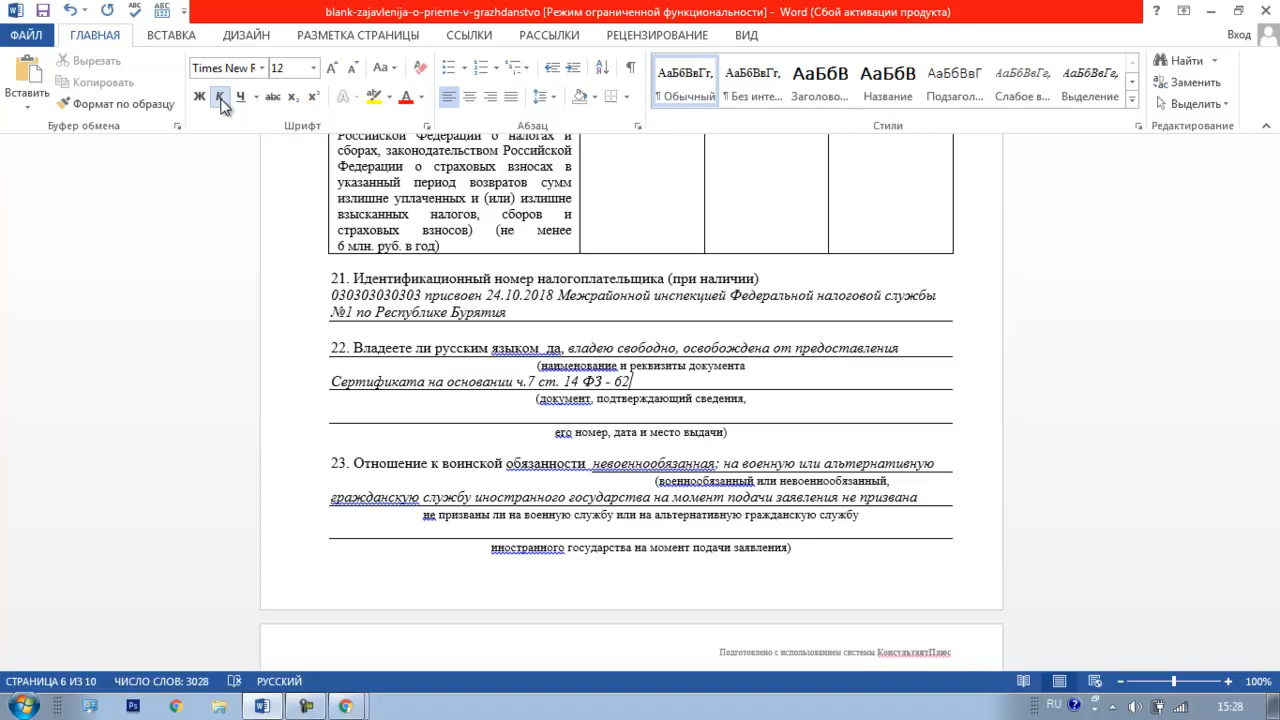 blank-zajavlenija-o-prieme-v-grazhdanstvo [Режим ограниченной функциональности] - Word (Сбой активации продукта)
ФАЙЛ ГЛАВНАЯ ВСТАВКА ДИЗАЙН РАЗМЕТКА СТРАНИЦЫ ССЫЛКИ РАССЫЛКИ РЕЦЕНЗИРОВАНИЕ ВИД Вход
Вставить
Вырезать
Копировать
Формат по образцу
Буфер обмена
Times New R 12
Ж К Ч abc x₂ x² A
Шрифт
Абзац
АаБбВвГг, АаБбВвГг, АаБбВ АаБбВ АаБбВвГ АаБбВвГг, АаБбВвГг,
¶ Обычный ¶ Без инте... Заголово... Название Подзагол... Слабое в... Выделение
Стили
Найти
Заменить
Выделить
Редактирование
Российской Федерации о налогах и
сборах, законодательством Российской
Федерации о страховых взносах в
указанный период возвратов сумм
излишне уплаченных и (или) излишне
взысканных налогов, сборов и
страховых взносов) (не менее
6 млн. руб. в год)
21. Идентификационный номер налогоплательщика (при наличии)
030303030303 присвоен 24.10.2018 Межрайонной инспекцией Федеральной налоговой службы
№1 по Республике Бурятия
22. Владеете ли русским языком да, владею свободно, освобождена от предоставления
(наименование и реквизиты документа
Сертификата на основании ч.7 ст. 14 ФЗ - 62
(документ, подтверждающий сведения,
его номер, дата и место выдачи)
23. Отношение к воинской обязанности невоеннообязанная; на военную или альтернативную
(военнообязанный или невоеннообязанный,
гражданскую службу иностранного государства на момент подачи заявления не призвана
не призваны ли на военную службу или на альтернативную гражданскую службу
иностранного государства на момент подачи заявления)
Подготовлено с использованием системы КонсультантПлюс
СТРАНИЦА 6 ИЗ 10 ЧИСЛО СЛОВ: 3028 РУССКИЙ 100%
RU 15:28